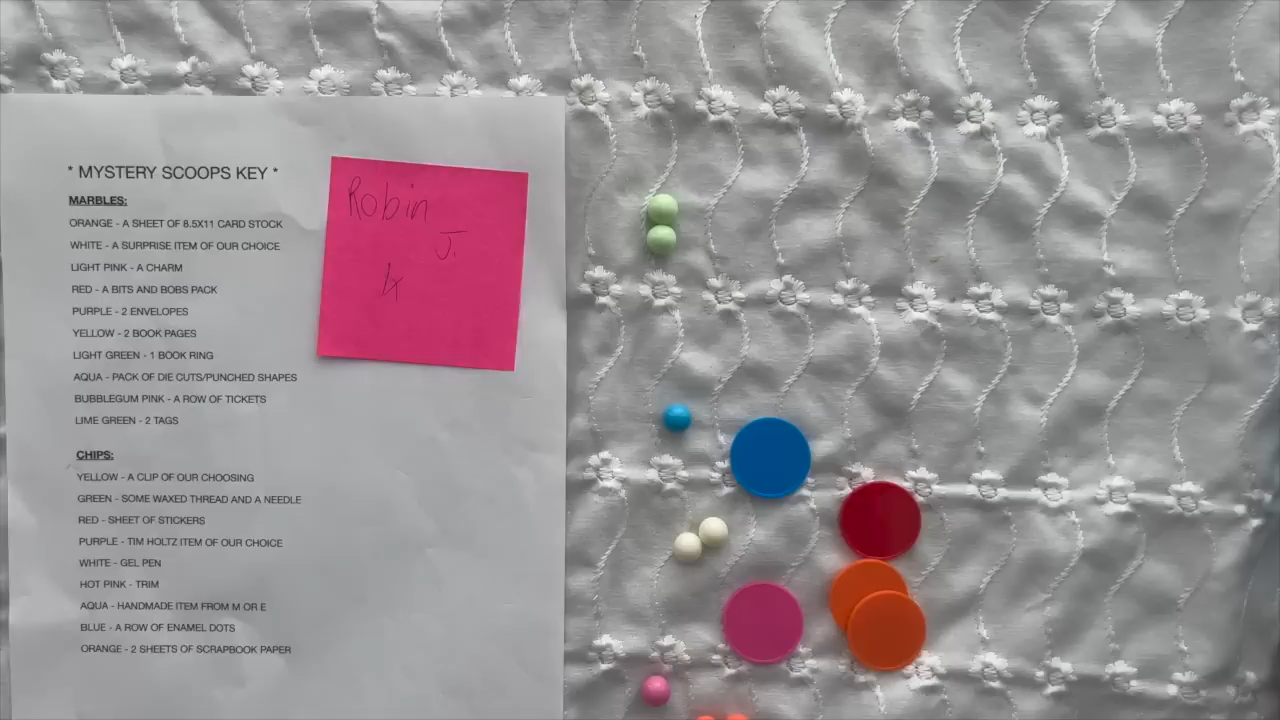 * MYSTERY SCOOPS KEY *
MARBLES:
ORANGE - A SHEET OF 8.5X11 CARD STOCK
WHITE - A SURPRISE ITEM OF OUR CHOICE
LIGHT PINK - A CHARM
RED - A BITS AND BOBS PACK
PURPLE - 2 ENVELOPES
YELLOW - 2 BOOK PAGES
LIGHT GREEN - 1 BOOK RING
AQUA - PACK OF DIE CUTS/PUNCHED SHAPES
BUBBLEGUM PINK - A ROW OF TICKETS
LIME GREEN - 2 TAGS
CHIPS:
YELLOW - A CLIP OF OUR CHOOSING
GREEN - SOME WAXED THREAD AND A NEEDLE
RED - SHEET OF STICKERS
PURPLE - TIM HOLTZ ITEM OF OUR CHOICE
WHITE - GEL PEN
HOT PINK - TRIM
AQUA - HANDMADE ITEM FROM M OR E
BLUE - A ROW OF ENAMEL DOTS
ORANGE - 2 SHEETS OF SCRAPBOOK PAPER
Robin
J.
4